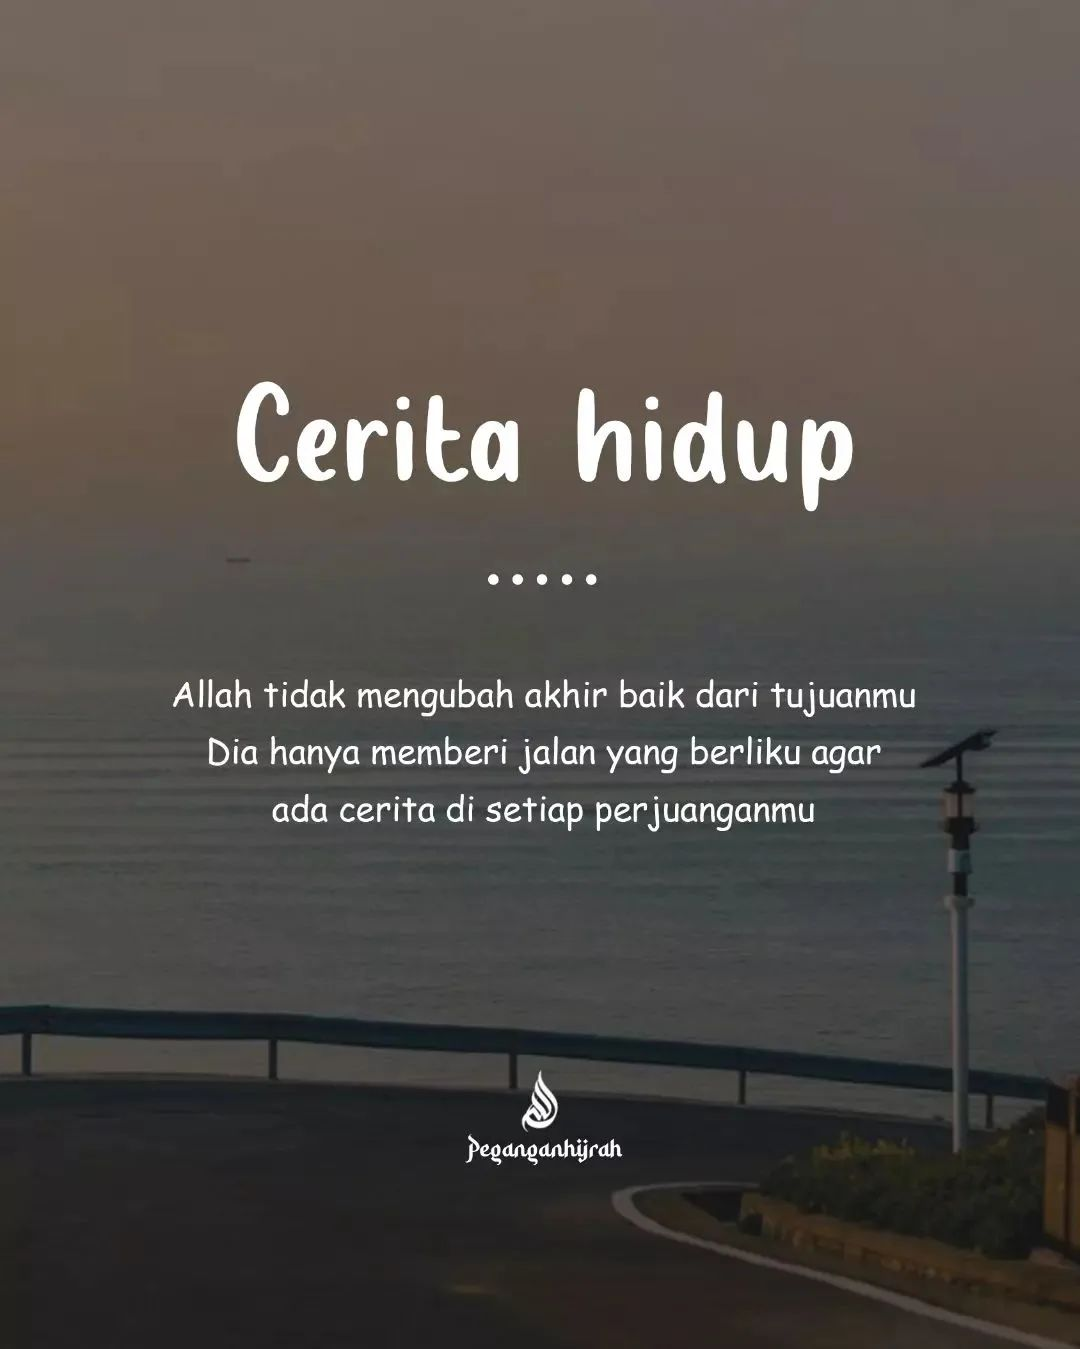 Cerita hidup
Allah tidak mengubah akhir baik dari tujuanmu
Dia hanya memberi jalan yang berliku agar
ada cerita di setiap perjuanganmu
Peganganhijrah